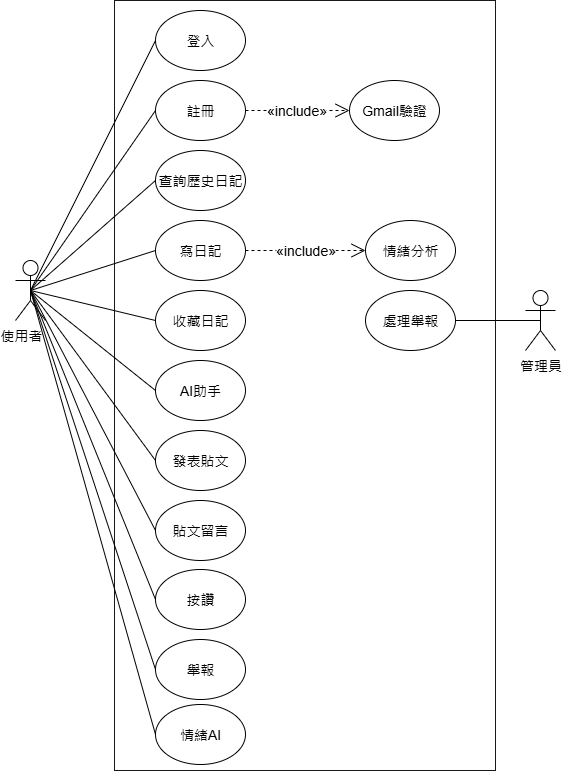 登入
註冊
«include»
Gmail驗證
查詢歷史日記
寫日記
«include»
情緒分析
使用者
收藏日記
處理舉報
管理員
AI助手
發表貼文
貼文留言
按讚
舉報
情緒AI